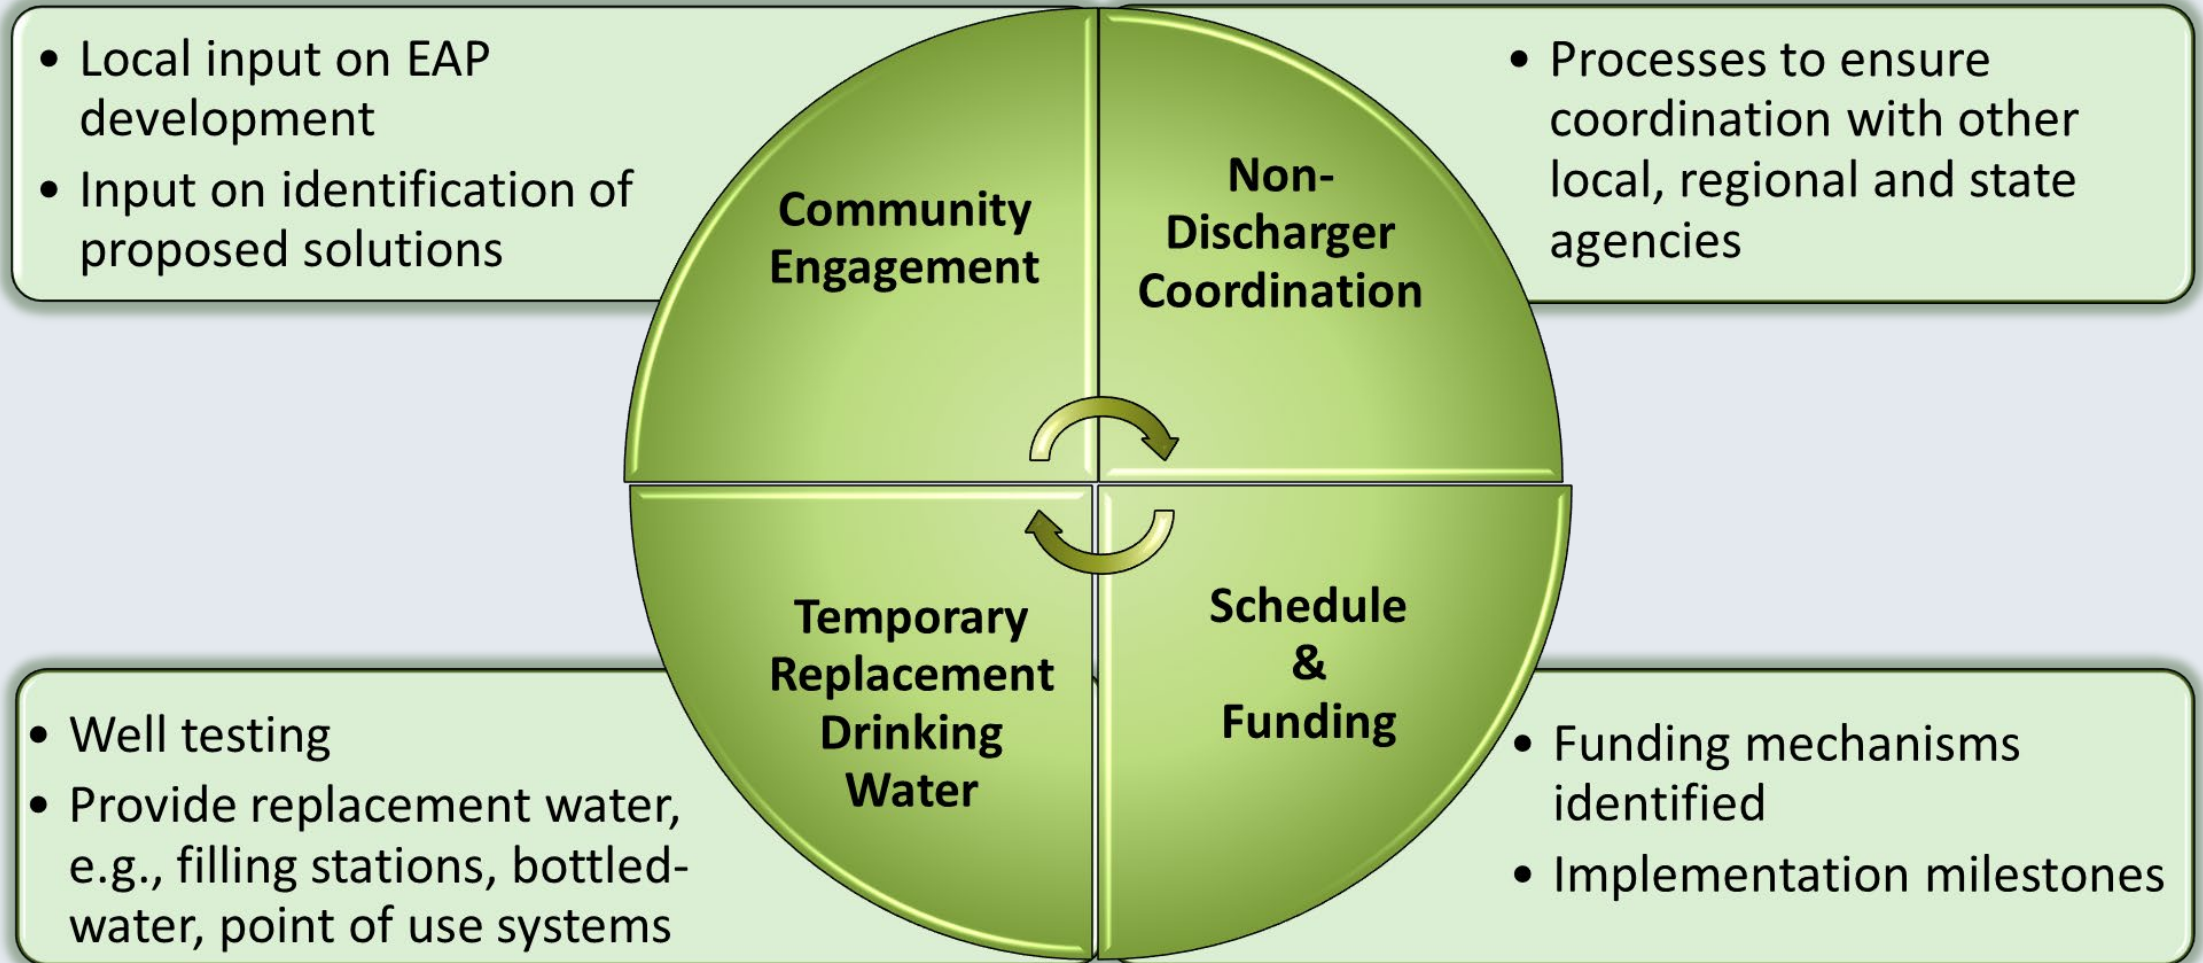 • Local input on EAP
development
• Input on identification of
proposed solutions
Community
Engagement
Non-
Discharger
Coordination
• Processes to ensure
coordination with other
local, regional and state
agencies
• Well testing
• Provide replacement water,
e.g., filling stations, bottled-
water, point of use systems
Temporary
Replacement
Drinking
Water
Schedule
&
Funding
• Funding mechanisms
identified
• Implementation milestones